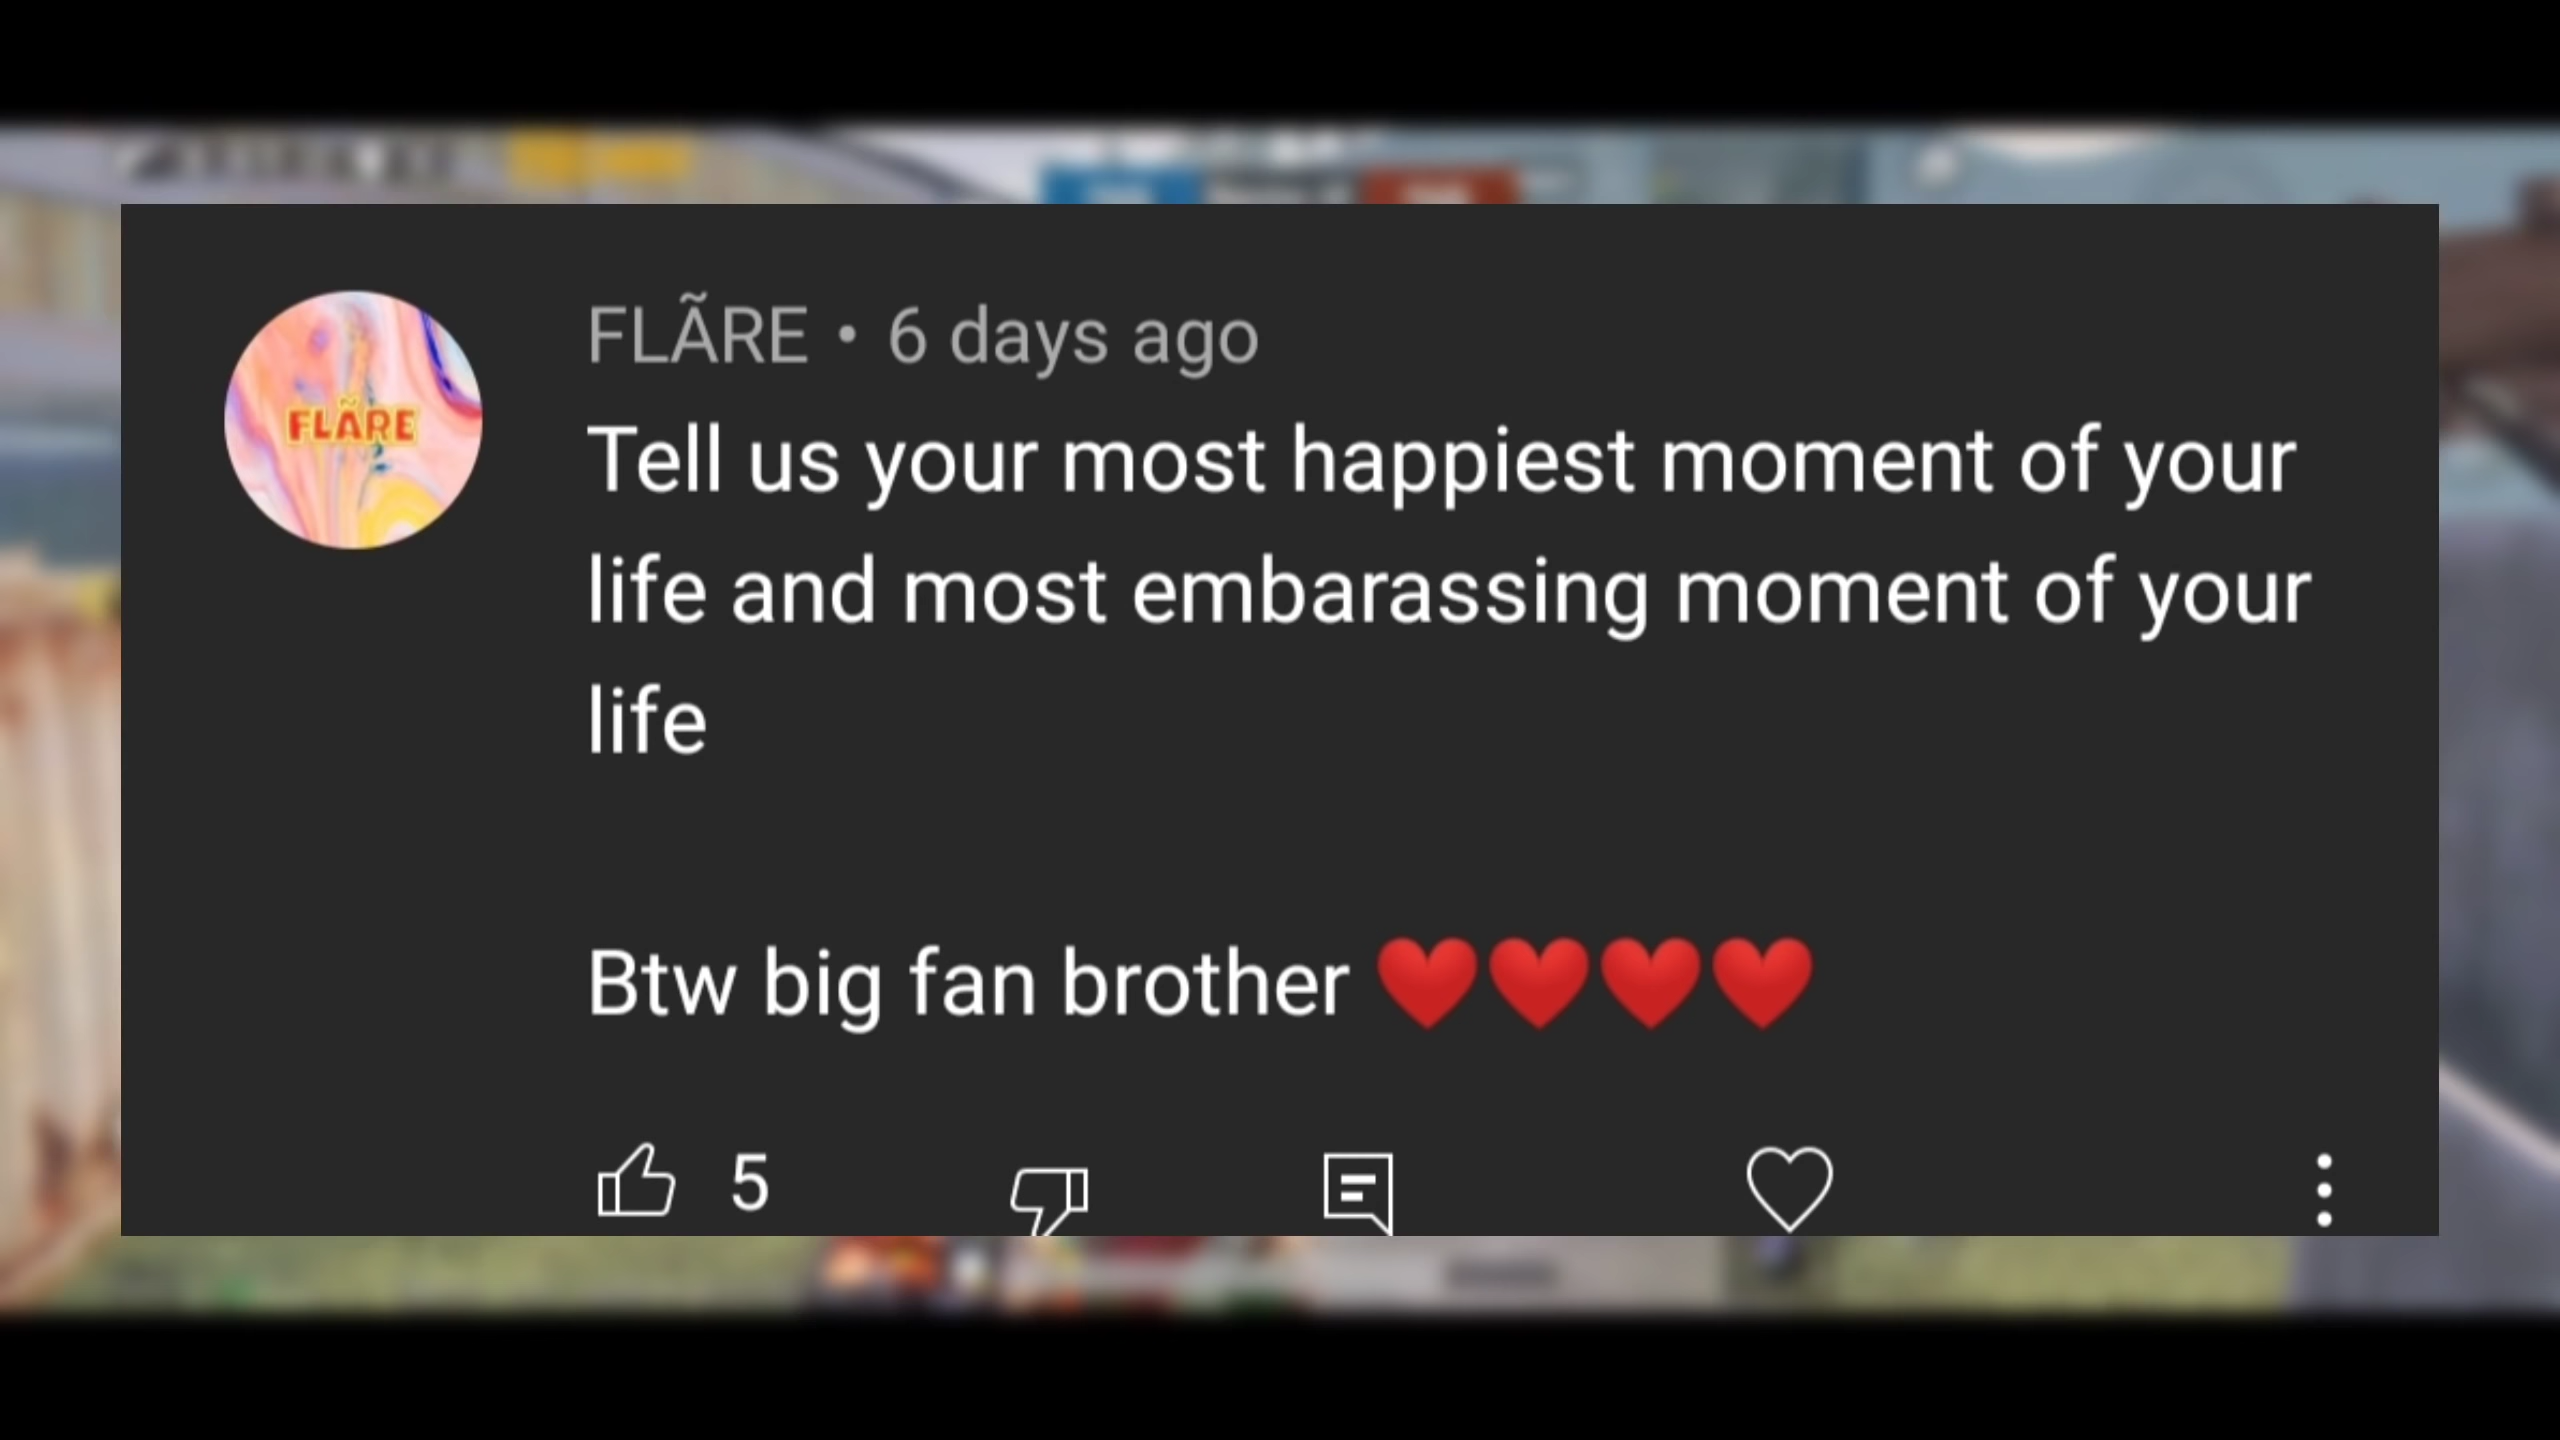 FLÃRE • 6 days ago
FLÃRE
Tell us your most happiest moment of your
life and most embarassing moment of your
life
Btw big fan brother ❤️❤️❤️❤️
5